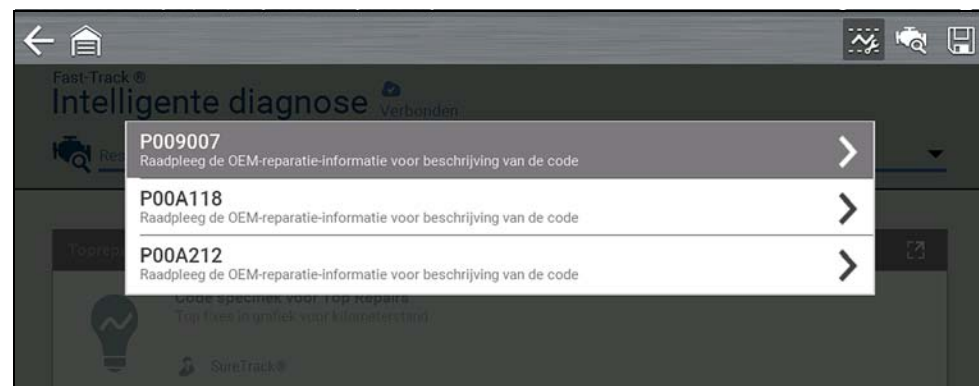 Fast-Track ®
Intelligente diagnose Verbonden
Res
P009007
Raadpleeg de OEM-reparatie-informatie voor beschrijving van de code
P00A118
Raadpleeg de OEM-reparatie-informatie voor beschrijving van de code
Toprepa
P00A212
Raadpleeg de OEM-reparatie-informatie voor beschrijving van de code
Code specifiek voor Top Repairs
Top fixes in grafiek voor kilometerstand
SureTrack®